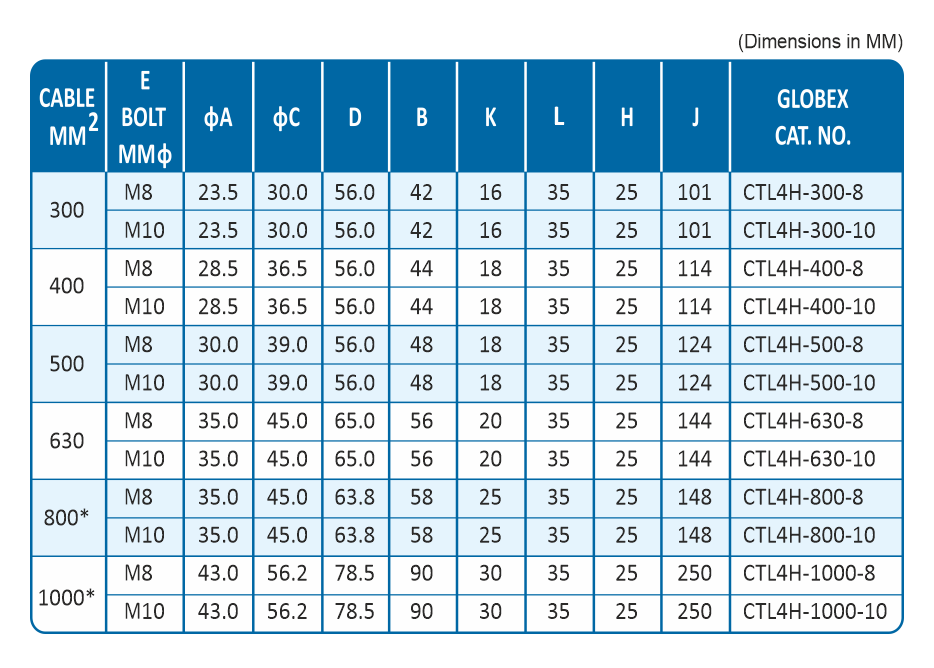 (Dimensions in MM)
CABLE MM² E BOLT MMϕ ϕA ϕC D B K L H J GLOBEX CAT. NO.
300 M8 23.5 30.0 56.0 42 16 35 25 101 CTL4H-300-8
M10 23.5 30.0 56.0 42 16 35 25 101 CTL4H-300-10
400 M8 28.5 36.5 56.0 44 18 35 25 114 CTL4H-400-8
M10 28.5 36.5 56.0 44 18 35 25 114 CTL4H-400-10
500 M8 30.0 39.0 56.0 48 18 35 25 124 CTL4H-500-8
M10 30.0 39.0 56.0 48 18 35 25 124 CTL4H-500-10
630 M8 35.0 45.0 65.0 56 20 35 25 144 CTL4H-630-8
M10 35.0 45.0 65.0 56 20 35 25 144 CTL4H-630-10
800* M8 35.0 45.0 63.8 58 25 35 25 148 CTL4H-800-8
M10 35.0 45.0 63.8 58 25 35 25 148 CTL4H-800-10
1000* M8 43.0 56.2 78.5 90 30 35 25 250 CTL4H-1000-8
M10 43.0 56.2 78.5 90 30 35 25 250 CTL4H-1000-10